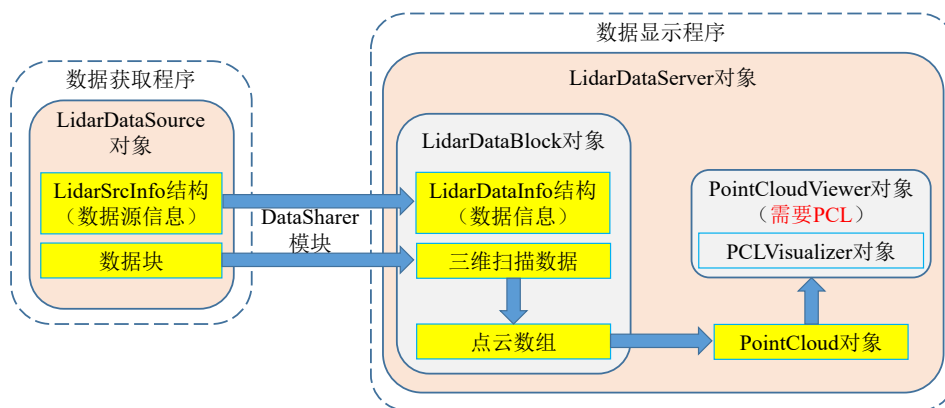 数据显示程序
数据获取程序
LidarDataServer对象
LidarDataSource
对象
LidarDataBlock对象
LidarSrcInfo结构
（数据源信息）
DataSharer
模块
LidarDataInfo结构
（数据信息）
PointCloudViewer对象
（需要PCL）
PCLVisualizer对象
数据块
三维扫描数据
点云数组
PointCloud对象